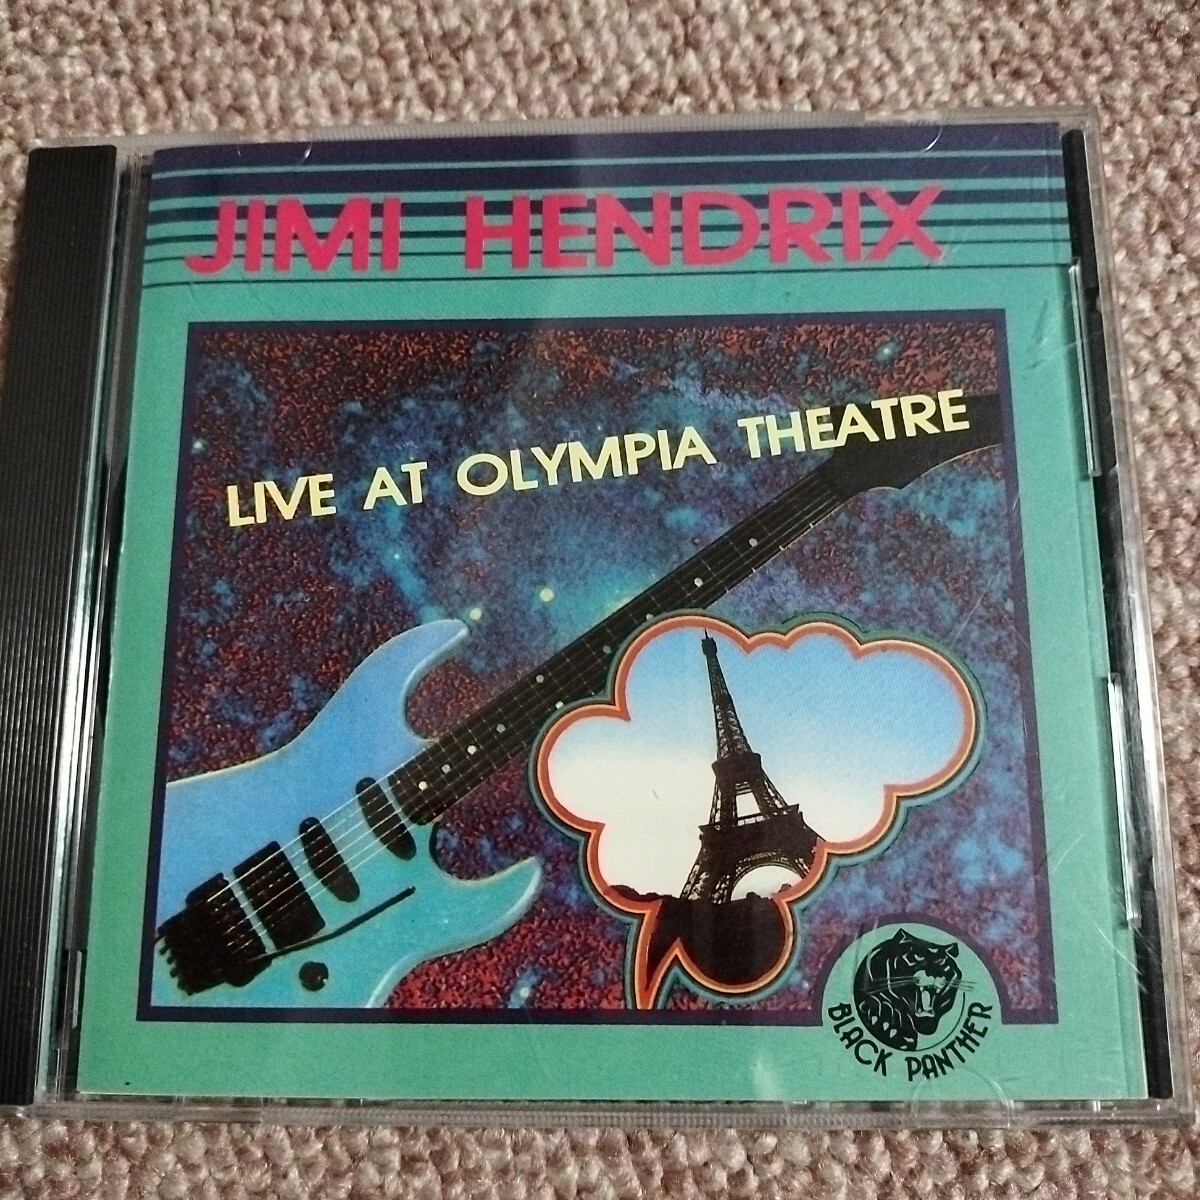 JIMI HENDRIX
LIVE AT OLYMPIA THEATRE
BLACK PANTHER